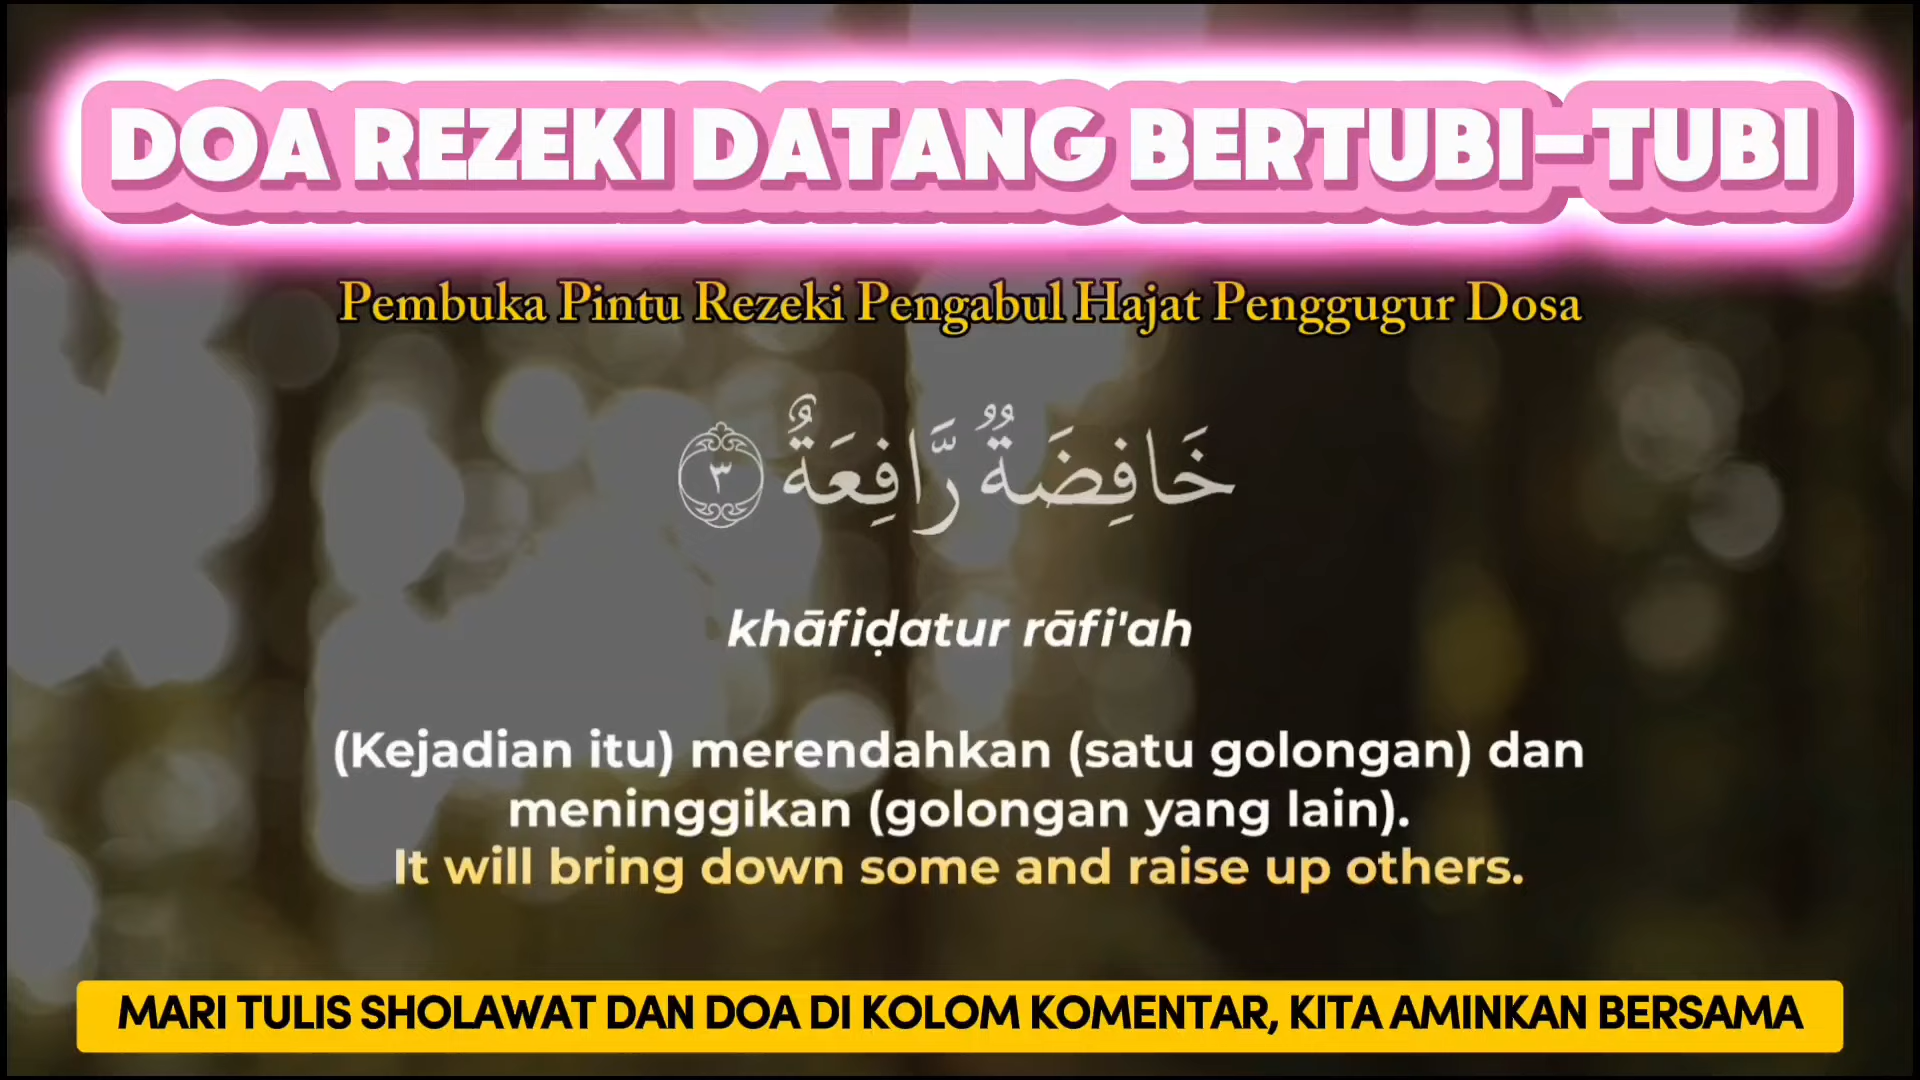 DOA REZEKI DATANG BERTUBI-TUBI
Pembuka Pintu Rezeki Pengabul Hajat Penggugur Dosa
خَافِضَةٌ رَّافِعَةٌ ٣
khāfiḍatur rāfi'ah
(Kejadian itu) merendahkan (satu golongan) dan
meninggikan (golongan yang lain).
It will bring down some and raise up others.
MARI TULIS SHOLAWAT DAN DOA DI KOLOM KOMENTAR, KITA AMINKAN BERSAMA